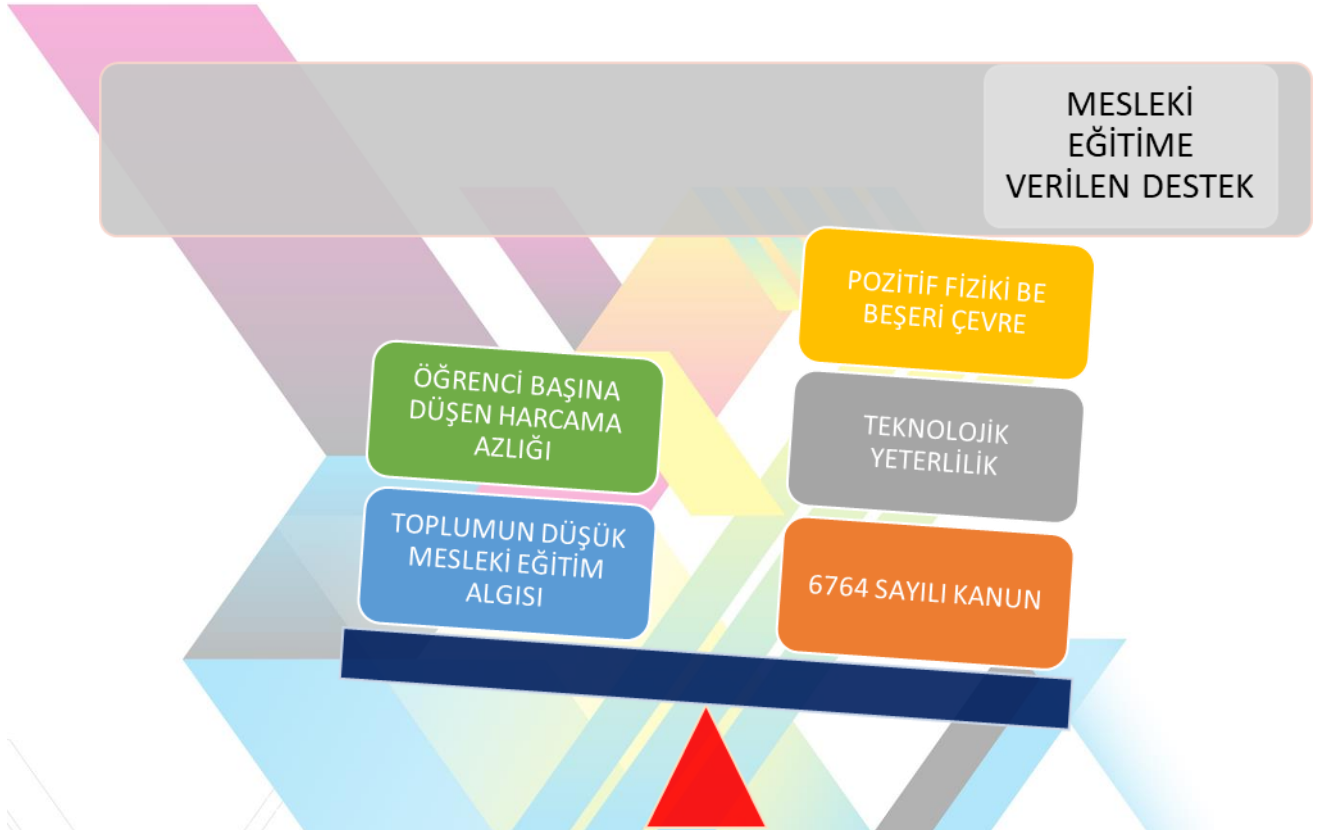 MESLEKİ
EĞİTİME
VERİLEN DESTEK
ÖĞRENCİ BAŞINA
DÜŞEN HARCAMA
AZLIĞI
TOPLUMUN DÜŞÜK
MESLEKİ EĞİTİM
ALGISI
POZİTİF FİZİKİ BE
BEŞERİ ÇEVRE
TEKNOLOJİK
YETERLİLİK
6764 SAYILI KANUN